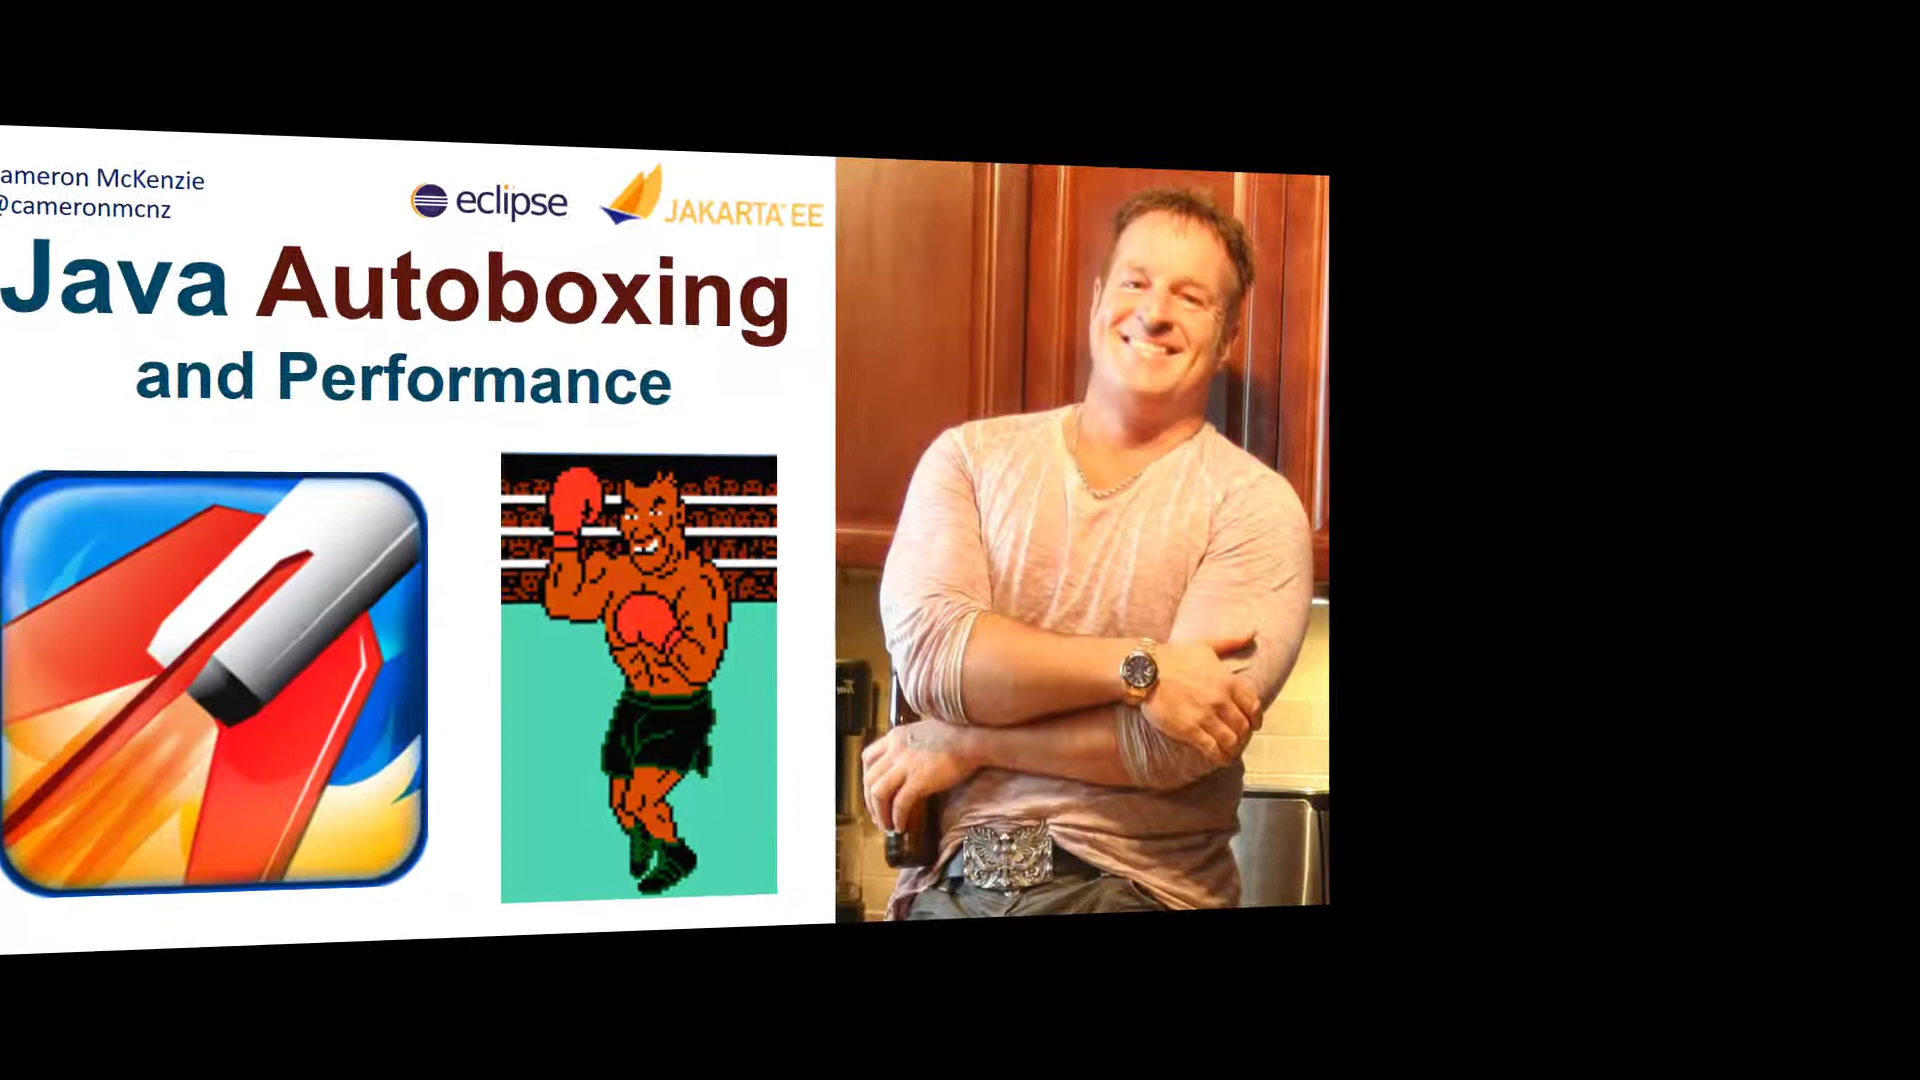 ameron McKenzie
@cameronmcnz
eclipse
JAKARTA EE
Java Autoboxing
and Performance